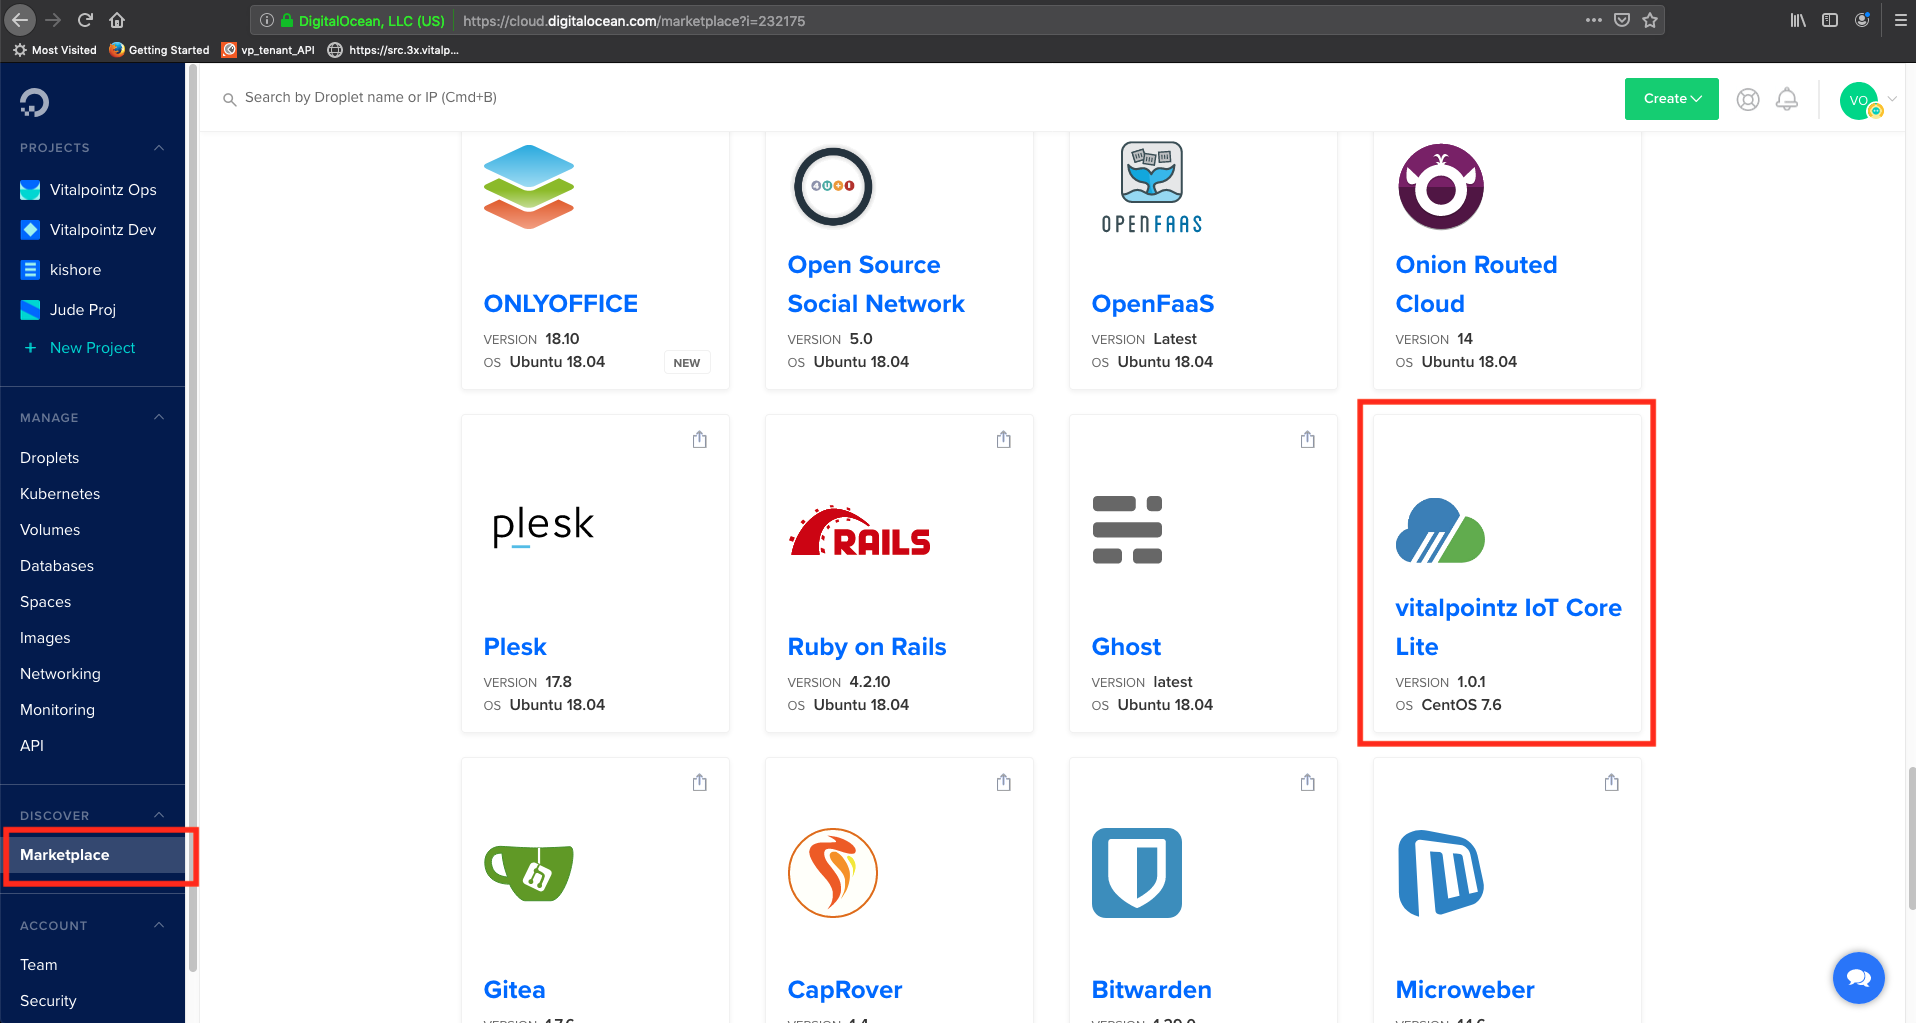 DigitalOcean, LLC (US)
https://cloud.digitalocean.com/marketplace?i=232175
Most Visited
Getting Started
vp_tenant_API
https://src.3x.vitalp...
Search by Droplet name or IP (Cmd+B)
Create
VO
PROJECTS
Vitalpointz Ops
Vitalpointz Dev
kishore
Jude Proj
+ New Project
MANAGE
Droplets
Kubernetes
Volumes
Databases
Spaces
Images
Networking
Monitoring
API
DISCOVER
Marketplace
ACCOUNT
Team
Security
ONLYOFFICE
VERSION 18.10
OS Ubuntu 18.04
NEW
Open Source
Social Network
VERSION 5.0
OS Ubuntu 18.04
OPENFAAS
OpenFaaS
VERSION Latest
OS Ubuntu 18.04
Onion Routed
Cloud
VERSION 14
OS Ubuntu 18.04
plesk
Plesk
VERSION 17.8
OS Ubuntu 18.04
RAILS
Ruby on Rails
VERSION 4.2.10
OS Ubuntu 18.04
Ghost
VERSION latest
OS Ubuntu 18.04
vitalpointz IoT Core
Lite
VERSION 1.0.1
OS CentOS 7.6
Gitea
VERSION
CapRover
VERSION
Bitwarden
VERSION
Microweber
VERSION